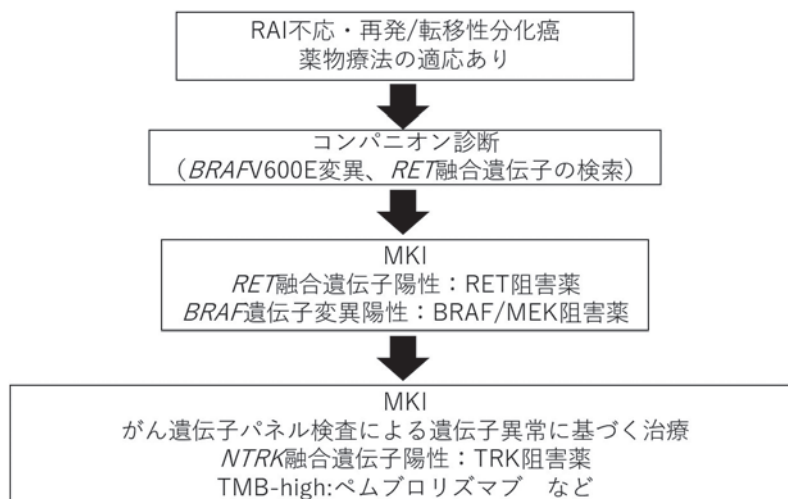 RAI不応・再発/転移性分化癌
薬物療法の適応あり
コンパニオン診断
（BRAFV600E変異、RET融合遺伝子の検索）
MKI
RET融合遺伝子陽性：RET阻害薬
BRAF遺伝子変異陽性：BRAF/MEK阻害薬
MKI
がん遺伝子パネル検査による遺伝子異常に基づく治療
NTRK融合遺伝子陽性：TRK阻害薬
TMB-high:ペムブロリズマブ　など